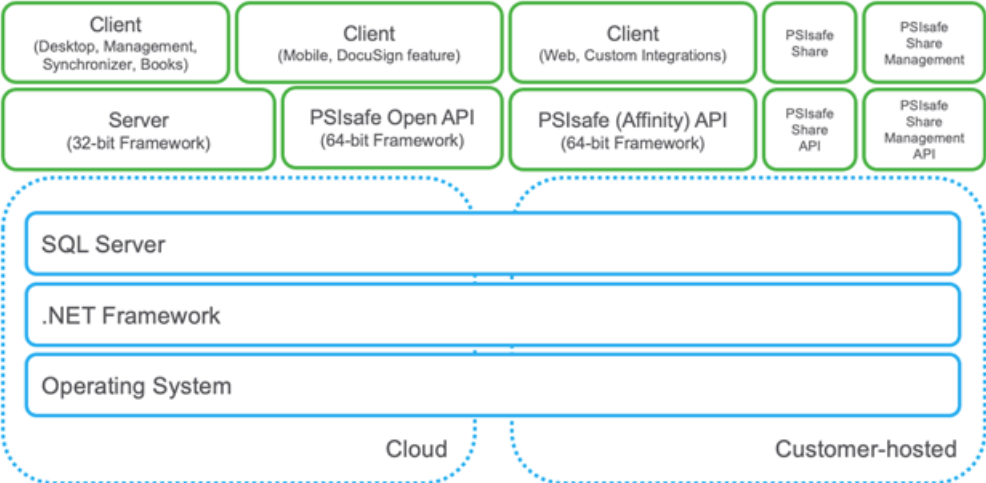 Client
(Desktop, Management,
Synchronizer, Books)
Client
(Mobile, DocuSign feature)
Client
(Web, Custom Integrations)
PSIsafe
Share
PSIsafe
Share
Management
Server
(32-bit Framework)
PSIsafe Open API
(64-bit Framework)
PSIsafe (Affinity) API
(64-bit Framework)
PSIsafe
Share
API
PSIsafe
Share
Management
API
SQL Server
.NET Framework
Operating System
Cloud
Customer-hosted